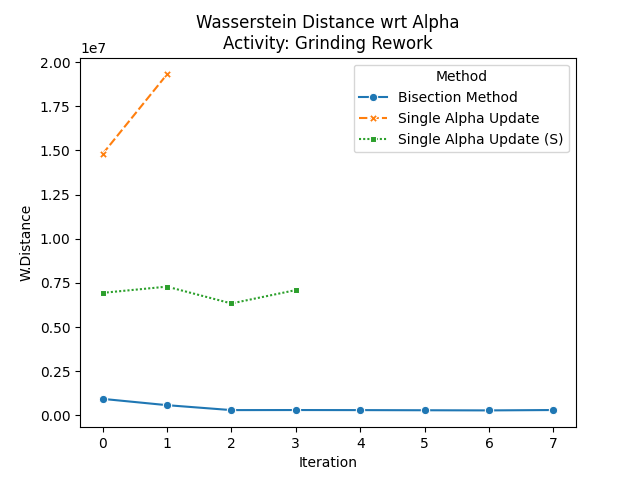 Wasserstein Distance wrt Alpha
Activity: Grinding Rework
1e7
Method
Bisection Method
Single Alpha Update
Single Alpha Update (S)
W.Distance
2.00
1.75
1.50
1.25
1.00
0.75
0.50
0.25
0.00
0 1 2 3 4 5 6 7
Iteration